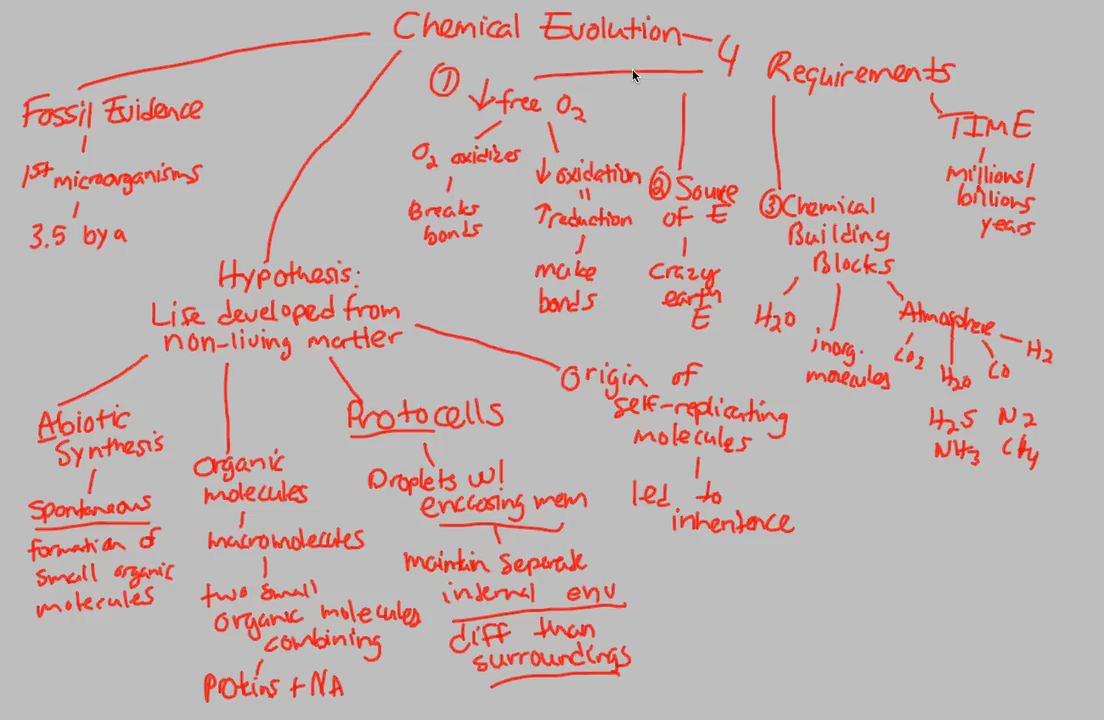 Chemical Evolution
4 Requirements
Fossil Evidence
1st microorganisms
3.5 bya
① ↓ free O2
O2 oxidizes
Breaks
bonds
↓ oxidation
=
↑ reduction
make
bonds
② Source
of E
crazy
earth
E
③ Chemical
Building
Blocks
H2O
inorg.
molecules
Atmosphere
CO2
H2O
CO
H2
H2S N2
NH3 CH4
TIME
Millions/
billions
years
Hypothesis:
Life developed from
non-living matter
Abiotic
Synthesis
spontaneous
formation of
small organic
molecules
Organic
molecules
macromolecules
two small
organic molecules
combining
Proteins + NA
Protocells
Droplets w/
enclosing mem
maintain separate
internal env
diff than
surroundings
Origin of
self-replicating
molecules
led to
inheritence